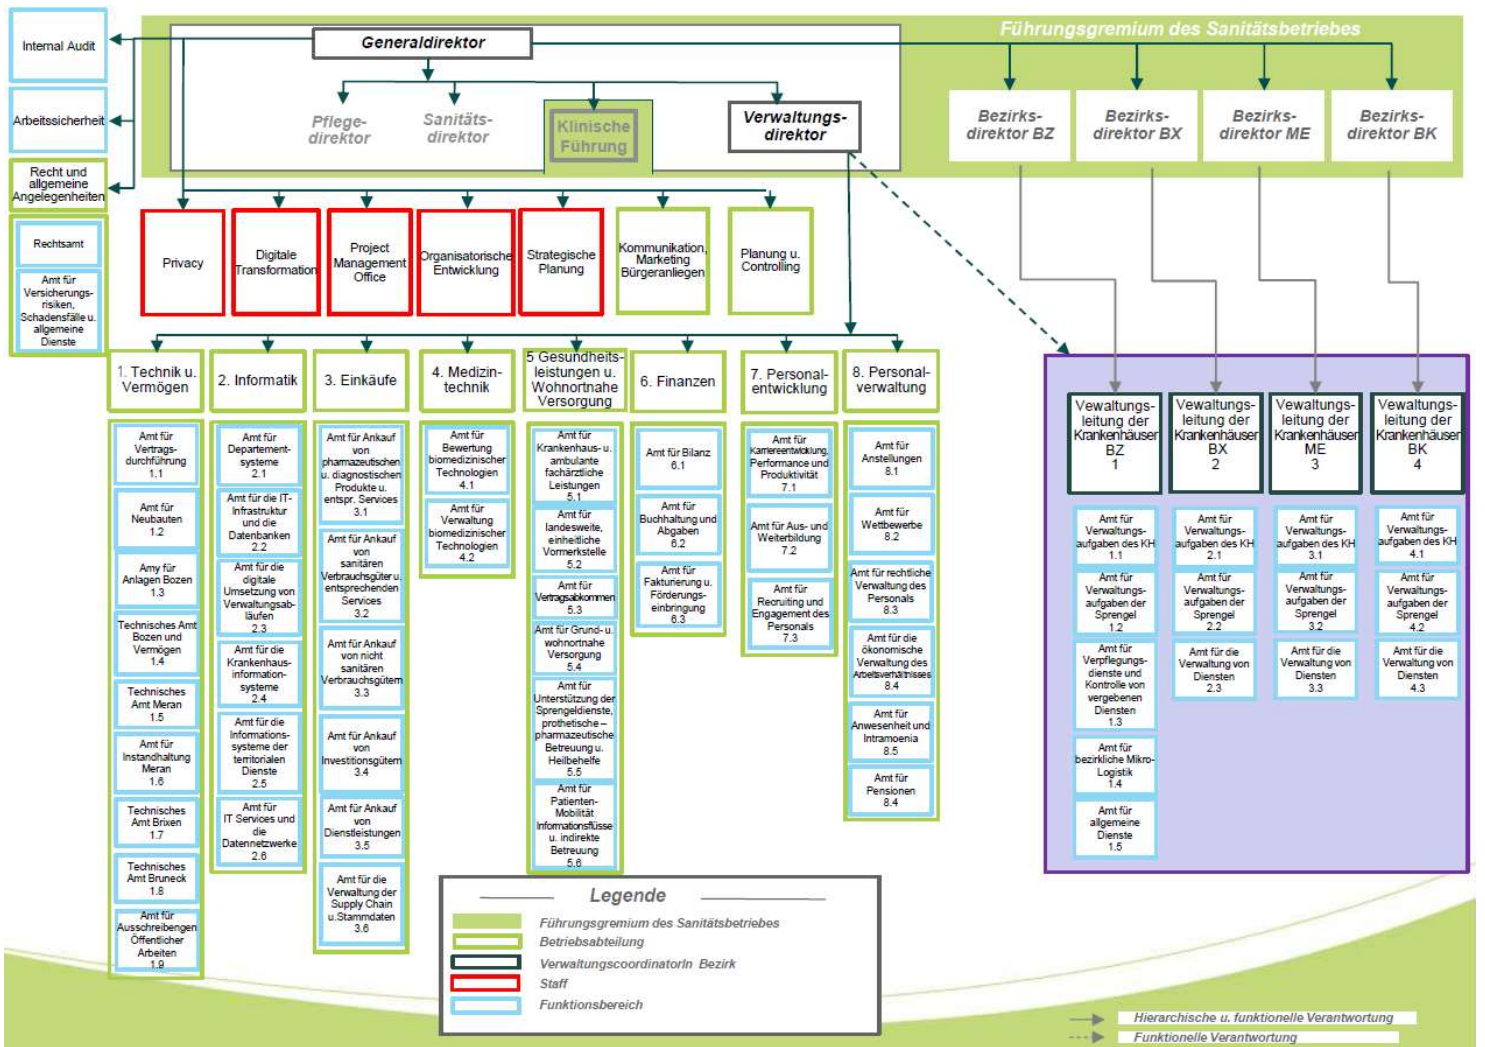 Internal Audit
Arbeitssicherheit
Recht und
allgemeine
Angelegenheiten
Rechtsamt
Amt für
Versicherungs-
risiken,
Schadensfälle u.
allgemeine
Dienste
Führungsgremium des Sanitätsbetriebes
Generaldirektor
Pflege-
direktor
Sanitäts-
direktor
Klinische
Führung
Verwaltungs-
direktor
Bezirks-
direktor BZ
Bezirks-
direktor BX
Bezirks-
direktor ME
Bezirks-
direktor BK
Privacy
Digitale
Transformation
Project
Management
Office
Organisatorische
Entwicklung
Strategische
Planung
Kommunikation,
Marketing
Bürgeranliegen
Planung u.
Controlling
1. Technik u.
Vermögen
Amt für
Vertrags-
durchführung
1.1
Amt für
Neubauten
1.2
Amy für
Anlagen Bozen
1.3
Technisches Amt
Bozen und
Vermögen
1.4
Technisches
Amt Meran
1.5
Amt für
Instandhaltung
Meran
1.6
Technisches
Amt Brixen
1.7
Technisches
Amt Bruneck
1.8
Amt für
Ausschreibengen
Öffentlicher
Arbeiten
1.9
2. Informatik
Amt für
Departement-
systeme
2.1
Amt für die IT-
Infrastruktur
und die
Datenbanken
2.2
Amt für die
digitale
Umsetzung von
Verwaltungsab-
läufen
2.3
Amt für die
Krankenhaus-
information-
systeme
2.4
Amt für die
Informations-
systeme der
territorialen
Dienste
2.5
Amt für
IT Services und
die
Datennetzwerke
2.6
3. Einkäufe
Amt für Ankauf
von
pharmazeutischen
u. diagnostischen
Produkte u.
entspr. Services
3.1
Amt für Ankauf
von
sanitären
Verbrauchsgüter u.
entsprechenden
Services
3.2
Amt für Ankauf
von nicht
sanitären
Verbrauchsgütern
3.3
Amt für Ankauf
von
Investitionsgütern
3.4
Amt für Ankauf
von
Dienstleistungen
3.5
Amt für die
Verwaltung der
Supply Chain
u.Stammdaten
3.6
4. Medizin-
technik
Amt für
Bewertung
biomedizinischer
Technologien
4.1
Amt für
Verwaltung
biomedizinischer
Technologien
4.2
5 Gesundheits-
leistungen u.
Wohnortnahe
Versorgung
Amt für
Krankenhaus- u.
ambulante
fachärztliche
Leistungen
5.1
Amt für
landesweite,
einheitliche
Vormerkstelle
5.2
Amt für
Vertragsabkommen
5.3
Amt für Grund- u.
wohnortnahe
Versorgung
5.4
Amt für
Unterstützung der
Sprengeldienste,
prothetische –
pharmazeutische
Betreuung u.
Heilbehelfe
5.5
Amt für
Patienten-
Mobilität
Informationsflüsse
u. indirekte
Betreuung
5.6
6. Finanzen
Amt für Bilanz
6.1
Amt für
Buchhaltung und
Abgaben
6.2
Amt für
Fakturierung u.
Förderungs-
einbringung
6.3
7. Personal-
entwicklung
Amt für
Karriereentwicklung,
Performance und
Produktivität
7.1
Amt für Aus- und
Weiterbildung
7.2
Amt für
Recruiting und
Engagement des
Personals
7.3
8. Personal-
verwaltung
Amt für
Anstellungen
8.1
Amt für
Wettbewerbe
8.2
Amt für rechtliche
Verwaltung des
Personals
8.3
Amt für die
ökonomische
Verwaltung des
Arbeitsverhältnisses
8.4
Amt für
Anwesenheit und
Intramoenia
8.5
Amt für
Pensionen
8.4
Vewaltungs-
leitung der
Krankenhäuser
BZ
1
Amt für
Verwaltungs-
aufgaben des KH
1.1
Amt für
Verwaltungs-
aufgaben der
Sprengel
1.2
Amt für
Verpflegungs-
dienste und
Kontrolle von
vergebenen
Diensten
1.3
Amt für
bezirkliche Mikro-
Logistik
1.4
Amt für
allgemeine
Dienste
1.5
Vewaltungs-
leitung der
Krankenhäuser
BX
2
Amt für
Verwaltungs-
aufgaben des KH
2.1
Amt für
Verwaltungs-
aufgaben der
Sprengel
2.2
Amt für die
Verwaltung von
Diensten
2.3
Vewaltungs-
leitung der
Krankenhäuser
ME
3
Amt für
Verwaltungs-
aufgaben des KH
3.1
Amt für
Verwaltungs-
aufgaben der
Sprengel
3.2
Amt für die
Verwaltung von
Diensten
3.3
Vewaltungs-
leitung der
Krankenhäuser
BK
4
Amt für
Verwaltungs-
aufgaben des KH
4.1
Amt für
Verwaltungs-
aufgaben der
Sprengel
4.2
Amt für die
Verwaltung von
Diensten
4.3
Legende
Führungsgremium des Sanitätsbetriebes
Betriebsabteilung
VerwaltungscoordinatorIn Bezirk
Staff
Funktionsbereich
Hierarchische u. funktionelle Verantwortung
Funktionelle Verantwortung